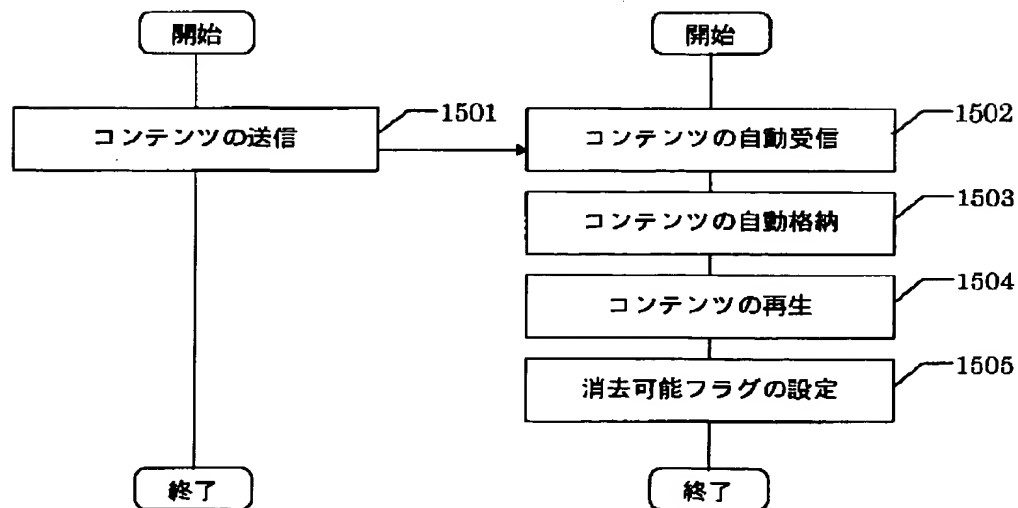 開始
コンテンツの送信
1501
終了
開始
コンテンツの自動受信
1502
コンテンツの自動格納
1503
コンテンツの再生
1504
消去可能フラグの設定
1505
終了